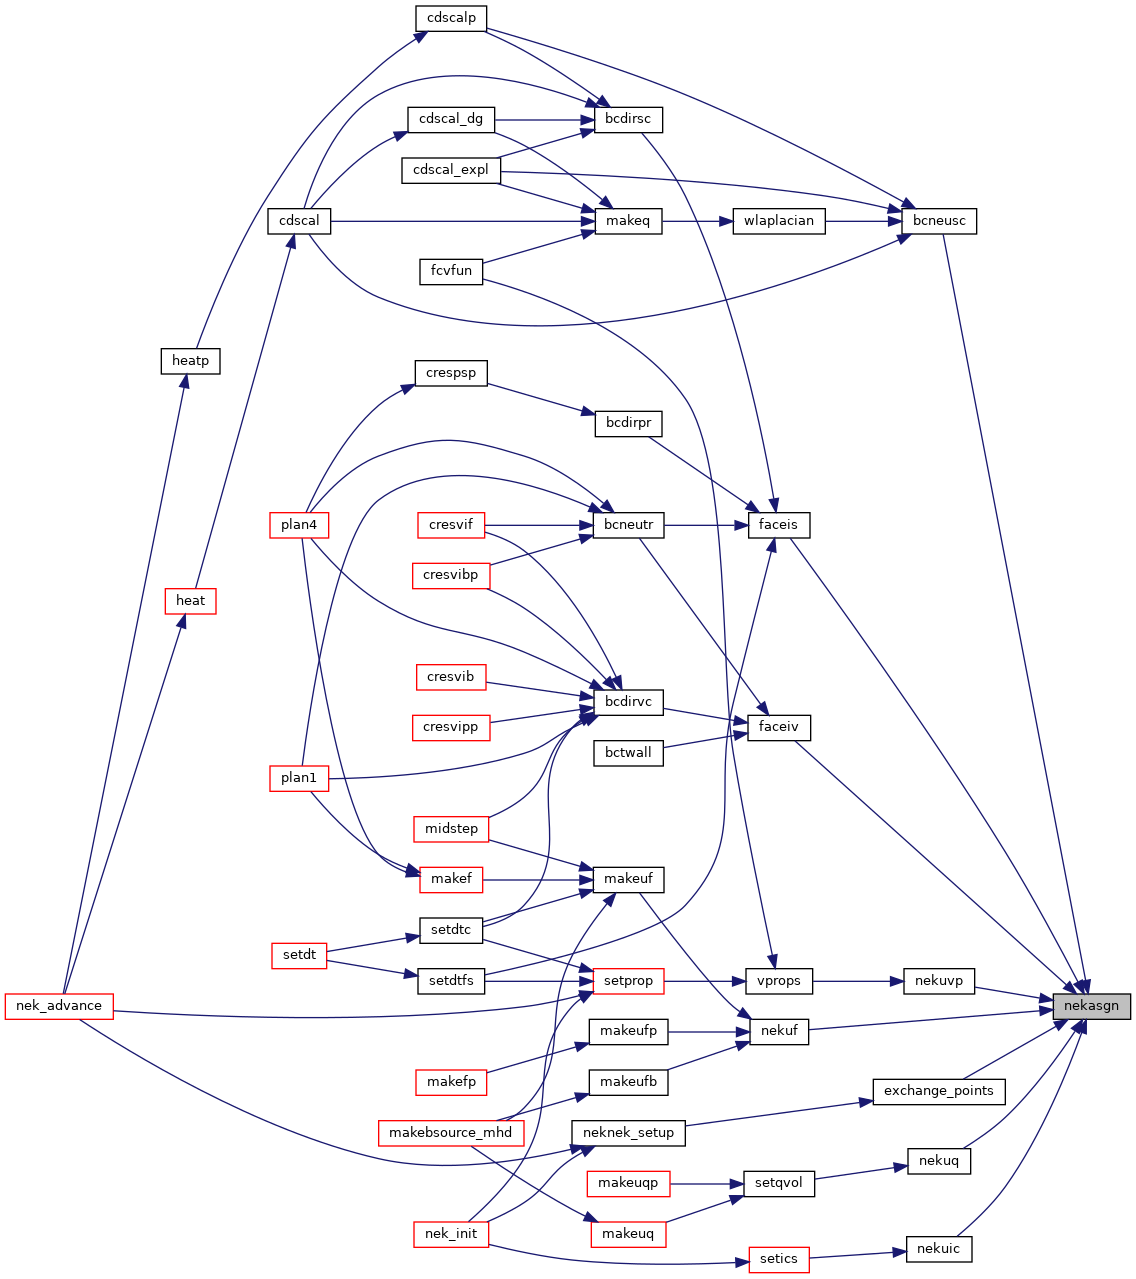 cdscalp
cdscal_dg
bcdirsc
cdscal_expl
cdscal
makeq
wlaplacian
bcneusc
fcvfun
heatp
crespsp
bcdirpr
plan4
cresvif
bcneutr
faceis
cresvibp
heat
cresvib
bcdirvc
cresvipp
faceiv
bctwall
plan1
midstep
makef
makeuf
setdtc
setdt
setdtfs
setprop
vprops
nekuvp
nek_advance
nekasgn
makeufp
nekuf
makefp
makeufb
exchange_points
makebsource_mhd
neknek_setup
nekuq
makeuqp
setqvol
nek_init
makeuq
nekuic
setics